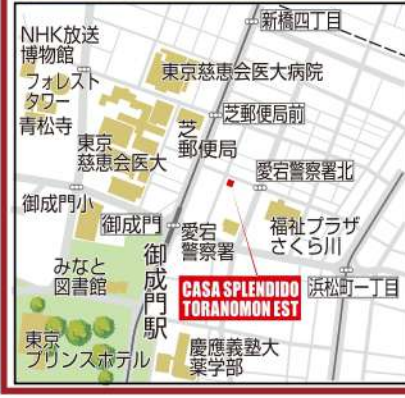 新橋四丁目
NHK放送
博物館
フォレスト
タワー
青松寺
東京慈恵会医大病院
芝郵便局前
芝
郵便局
東京
慈恵会医大
愛宕警察署北
御成門小
御成門
愛宕
警察署
福祉プラザ
さくら川
御成門駅
みなと
図書館
CASA SPLENDIDO
TORANOMON EST
浜松町一丁目
東京
プリンスホテル
慶應義塾大
薬学部